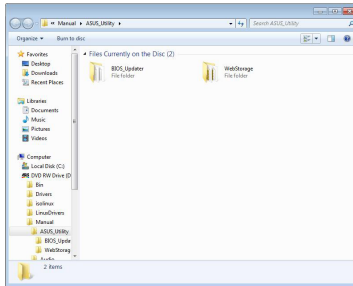 « Manual ▸ ASUS_Utility ▸
Search ASUS_Utility
Organize ▾ Burn to disc
Favorites
Desktop
Downloads
Recent Places
Libraries
Documents
Music
Pictures
Videos
Computer
Local Disk (C:)
DVD RW Drive (D
Bin
Drivers
isolinux
LinuxDrivers
Manual
ASUS_Utility
BIOS_Upda
WebStorag
Audio
Files Currently on the Disc (2)
BIOS_Updater
File folder
WebStorage
File folder
2 items